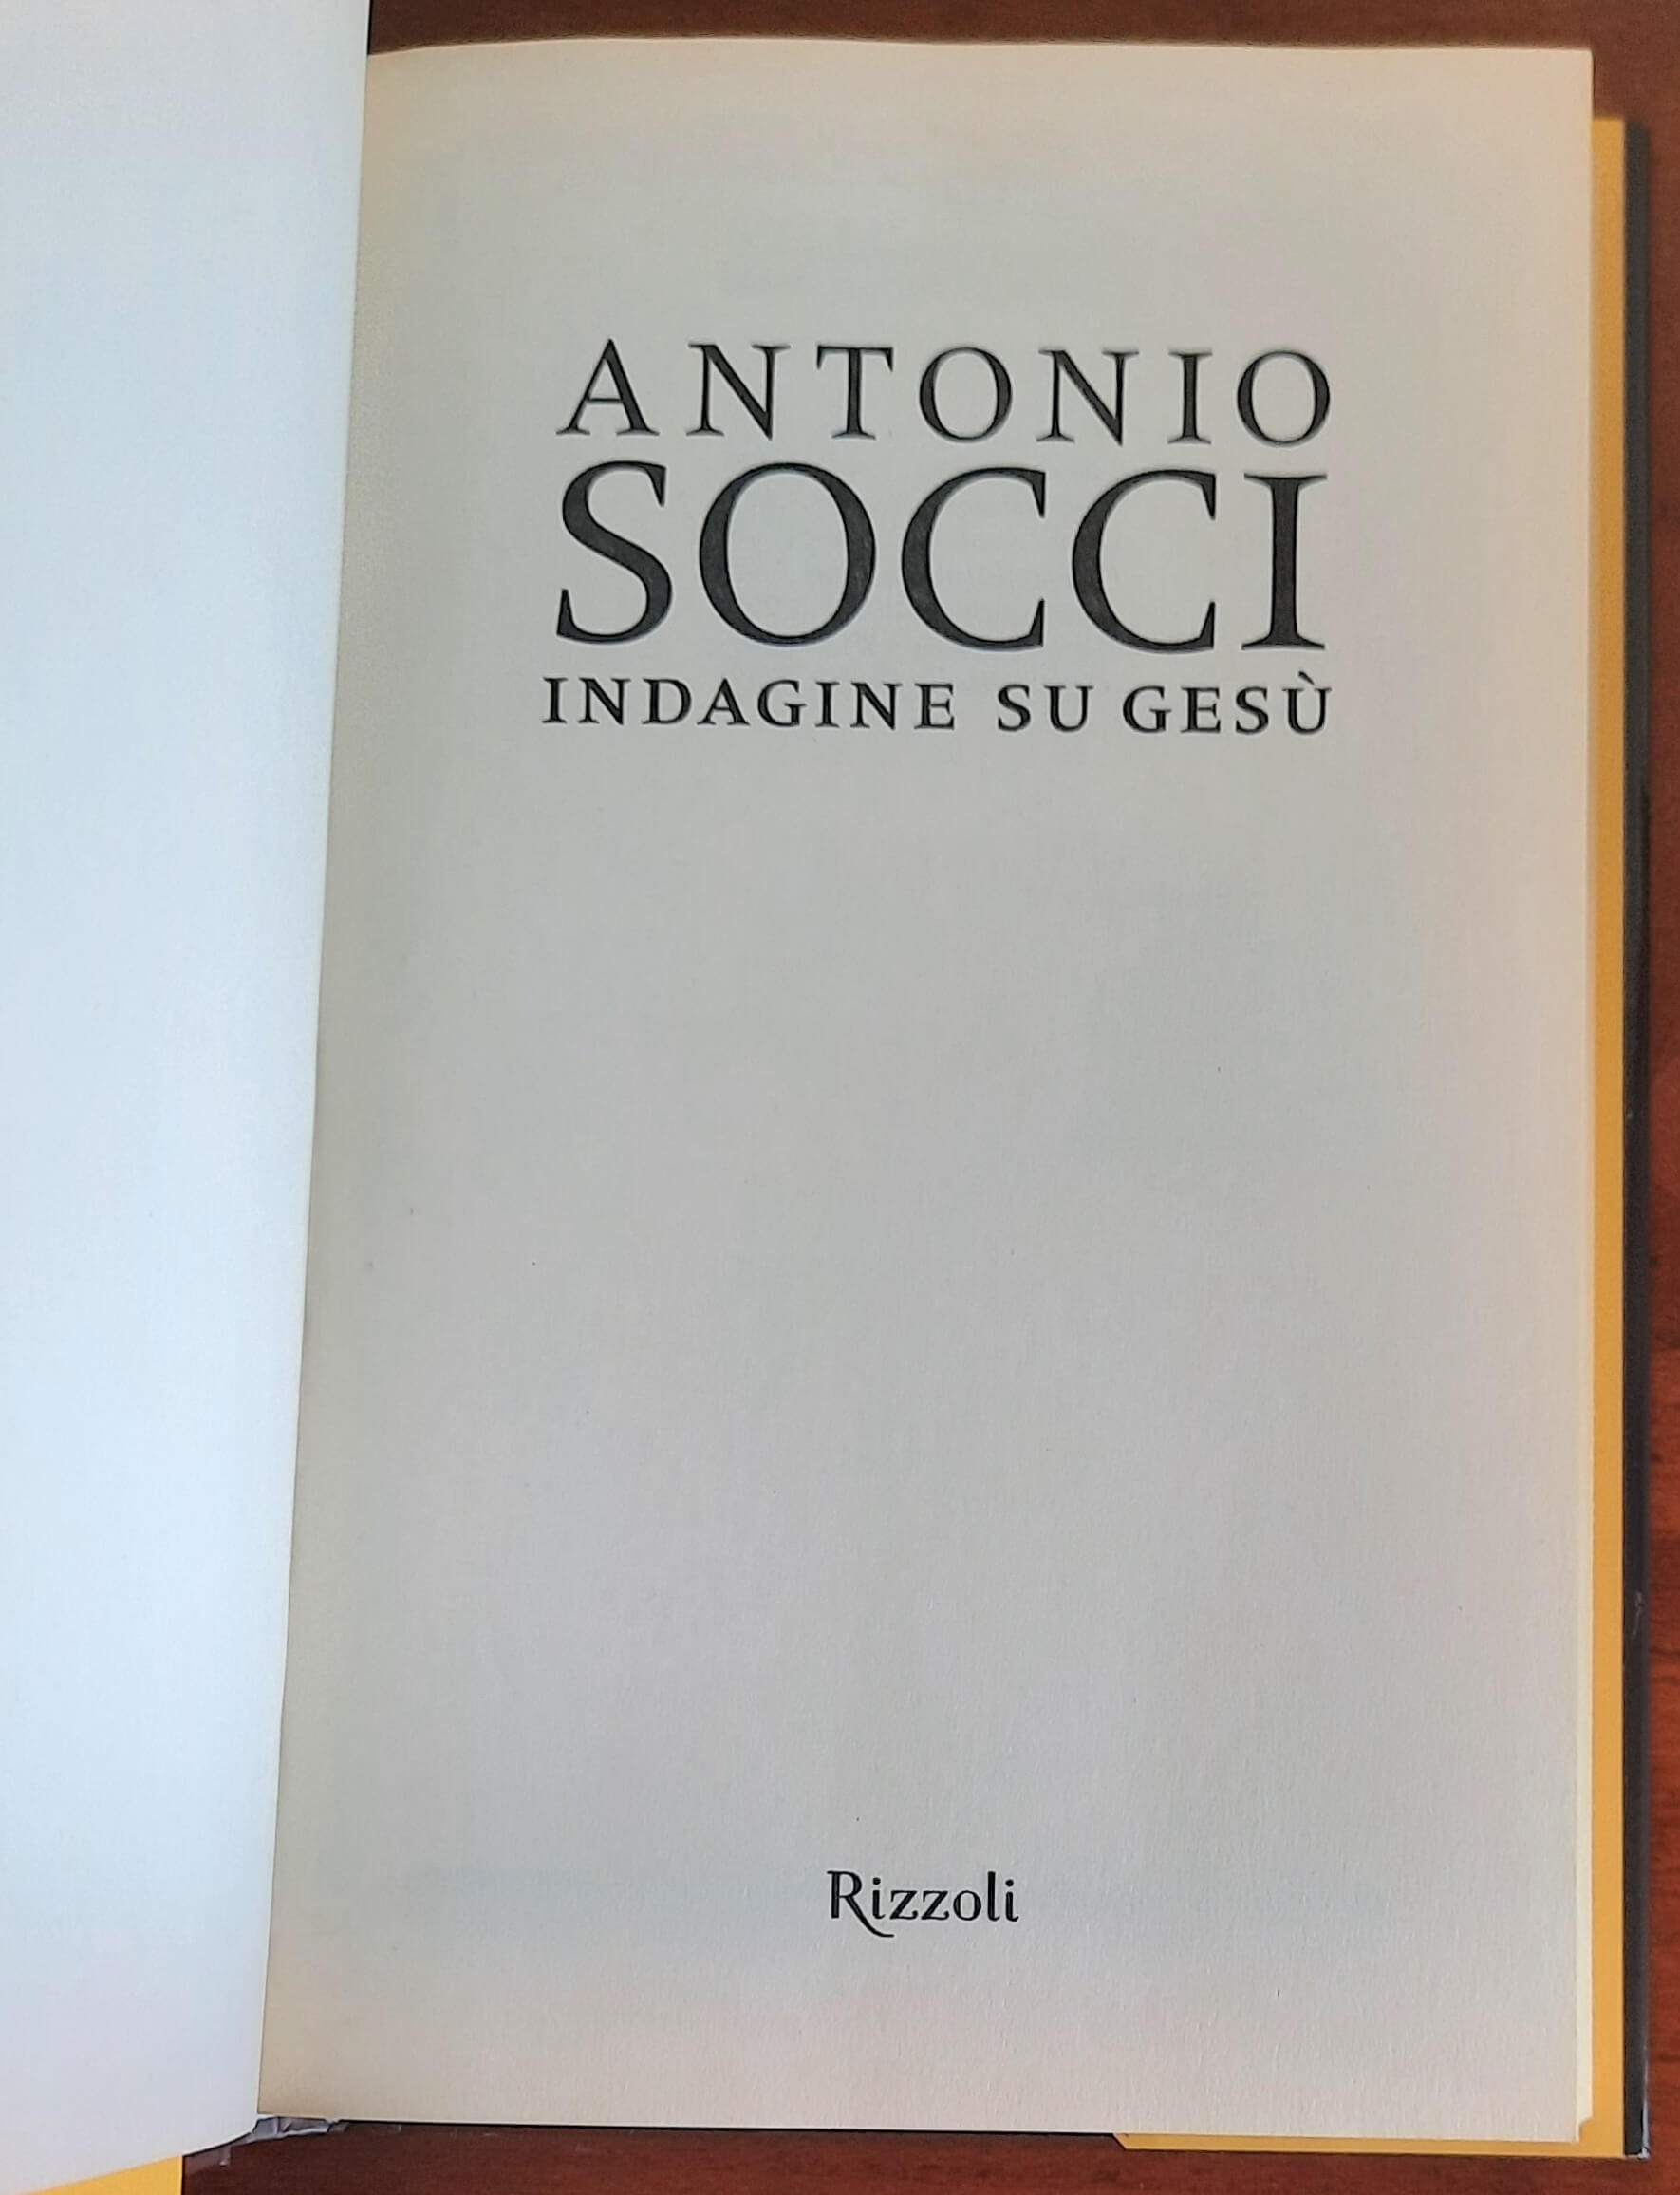 ANTONIO
SOCCI
INDAGINE SU GESÙ
Rizzoli